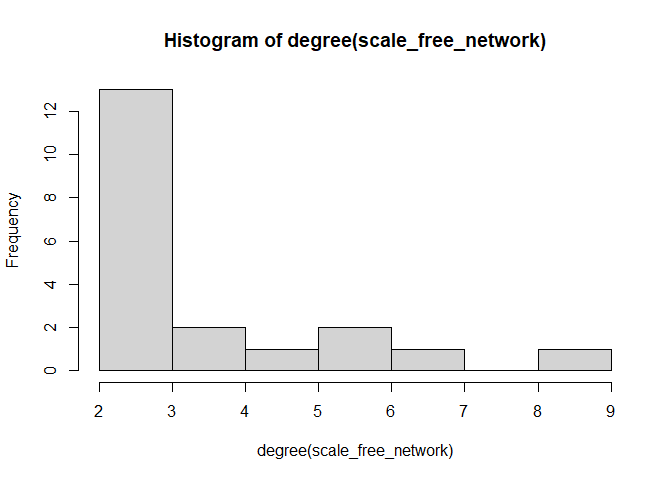 Histogram of degree(scale_free_network)
Frequency
12
10
8
6
4
2
0
2 3 4 5 6 7 8 9
degree(scale_free_network)